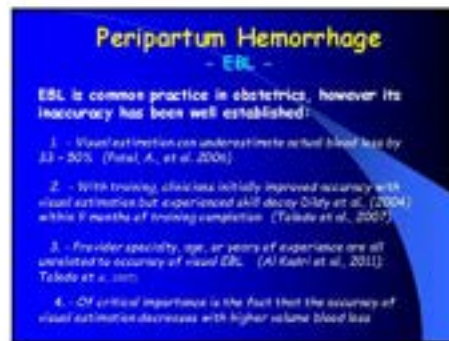 Peripartum Hemorrhage
- EBL -
EBL is common practice in obstetrics, however its
inaccuracy has been well established:
1. - Visual estimation can underestimate actual blood loss by
33 - 50% (Patel, A., et al. 2006)
2. - With training, clinicians initially improved accuracy with
visual estimation but experienced skill decay Dildy et al., (2004)
within 9 months of training completion (Toledo et al., 2007)
3. - Provider specialty, age, or years of experience are all
unrelated to accuracy of visual EBL (Al Kadri et al., 2011;
Toledo et al., 2007)
4. - Of critical importance is the fact that the accuracy of
visual estimation decreases with higher volume blood loss